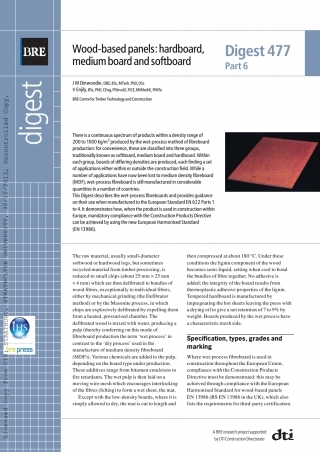 BRE
digest
Wood-based panels: hardboard,
medium board and softboard
Digest 477
Part 6
J M Dinwoodie, OBE, BSc, MTech, PhD, DSc
BRE Centre for Timber Technology and Construction
There is a continuous spectrum of products within a density range of
200 to 1000 kg/m³ produced by the wet-process method of fibreboard
production: for convenience, these are classified into three groups,
traditionally known as softboard, medium board and hardboard. Within
each group, boards of differing densities are produced, each finding a set
of applications either within or outside the construction field. While a
number of applications have now been lost to medium density fibreboard
(MDF), wet-process fibreboard is still manufactured in considerable
quantities in a number of countries.
This Digest describes the wet-process fibreboards and provides guidance
on their use when manufactured to the European Standard EN 622 Parts 1
to 4. It demonstrates how, when the product is used in construction within
Europe, mandatory compliance with the Construction Products Directive
can be achieved by using the new European Harmonised Standard
(EN 13986).
The raw material, usually small-diameter
softwood or hardwood logs, but sometimes
recycled material from timber processing, is
reduced to small chips (about 25 mm × 25 mm
× 4 mm) which are then defibrated to bundles of
wood fibres, exceptionally to individual fibres,
either by mechanical grinding (the Defibrator
method) or by the Masonite process, in which
chips are explosively defibrated by expelling them
from a heated, pressurised chamber. The
defibrated wood is mixed with water, producing a
pulp (thereby conferring on this mode of
fibreboard production the term 'wet process' in
contrast to the 'dry process' used in the
manufacture of medium density fibreboard
(MDF)). Various chemicals are added to the pulp,
depending on the board type under production.
These additives range from bitumen emulsions to
fire retardants. The wet pulp is then laid on a
moving wire mesh which encourages interlocking
of the fibres (felting) to form a wet sheet, the mat.
Except with the low-density boards, where it is
simply allowed to dry, the mat is cut to length and
then compressed at about 180 °C. Under these
conditions the lignin component of the wood
becomes semi-liquid, setting when cool to bond
the bundles of fibre together. No adhesives are
added; the integrity of the board results from
thermoplastic adhesive properties of the lignin.
Tempered hardboard is manufactured by
impregnating the hot sheets leaving the press with
a drying oil to give a net retention of 7 to 9% by
weight. Boards produced by the wet process have
a characteristic mesh side.
Specification, types, grades and
marking
Where wet-process fibreboard is used in
construction throughout the European Union,
compliance with the Construction Products
Directive must be demonstrated: this may be
achieved through compliance with the European
Harmonised Standard for wood-based panels
EN 13986 (BS EN 13986 in the UK), which also
lists the requirements for third-party certification.
IHS
bre press
A BRE research project supported
by DTI Construction Directorate
dti